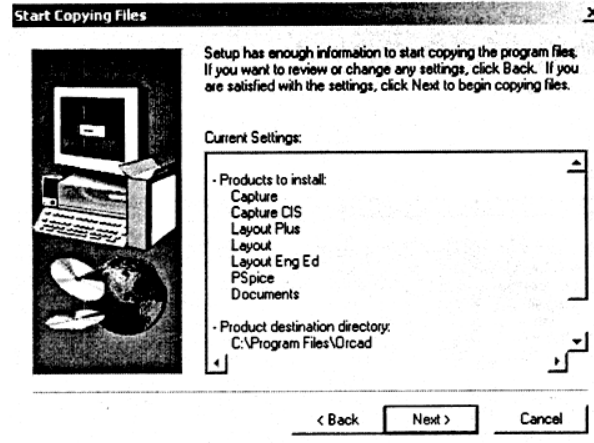 Start Copying Files
Setup has enough information to start copying the program files.
If you want to review or change any settings, click Back. If you
are satisfied with the settings, click Next to begin copying files.
Current Settings:
- Products to install:
Capture
Capture CIS
Layout Plus
Layout
Layout Eng Ed
PSpice
Documents
- Product destination directory:
C:\Program Files\Orcad
< Back Next > Cancel